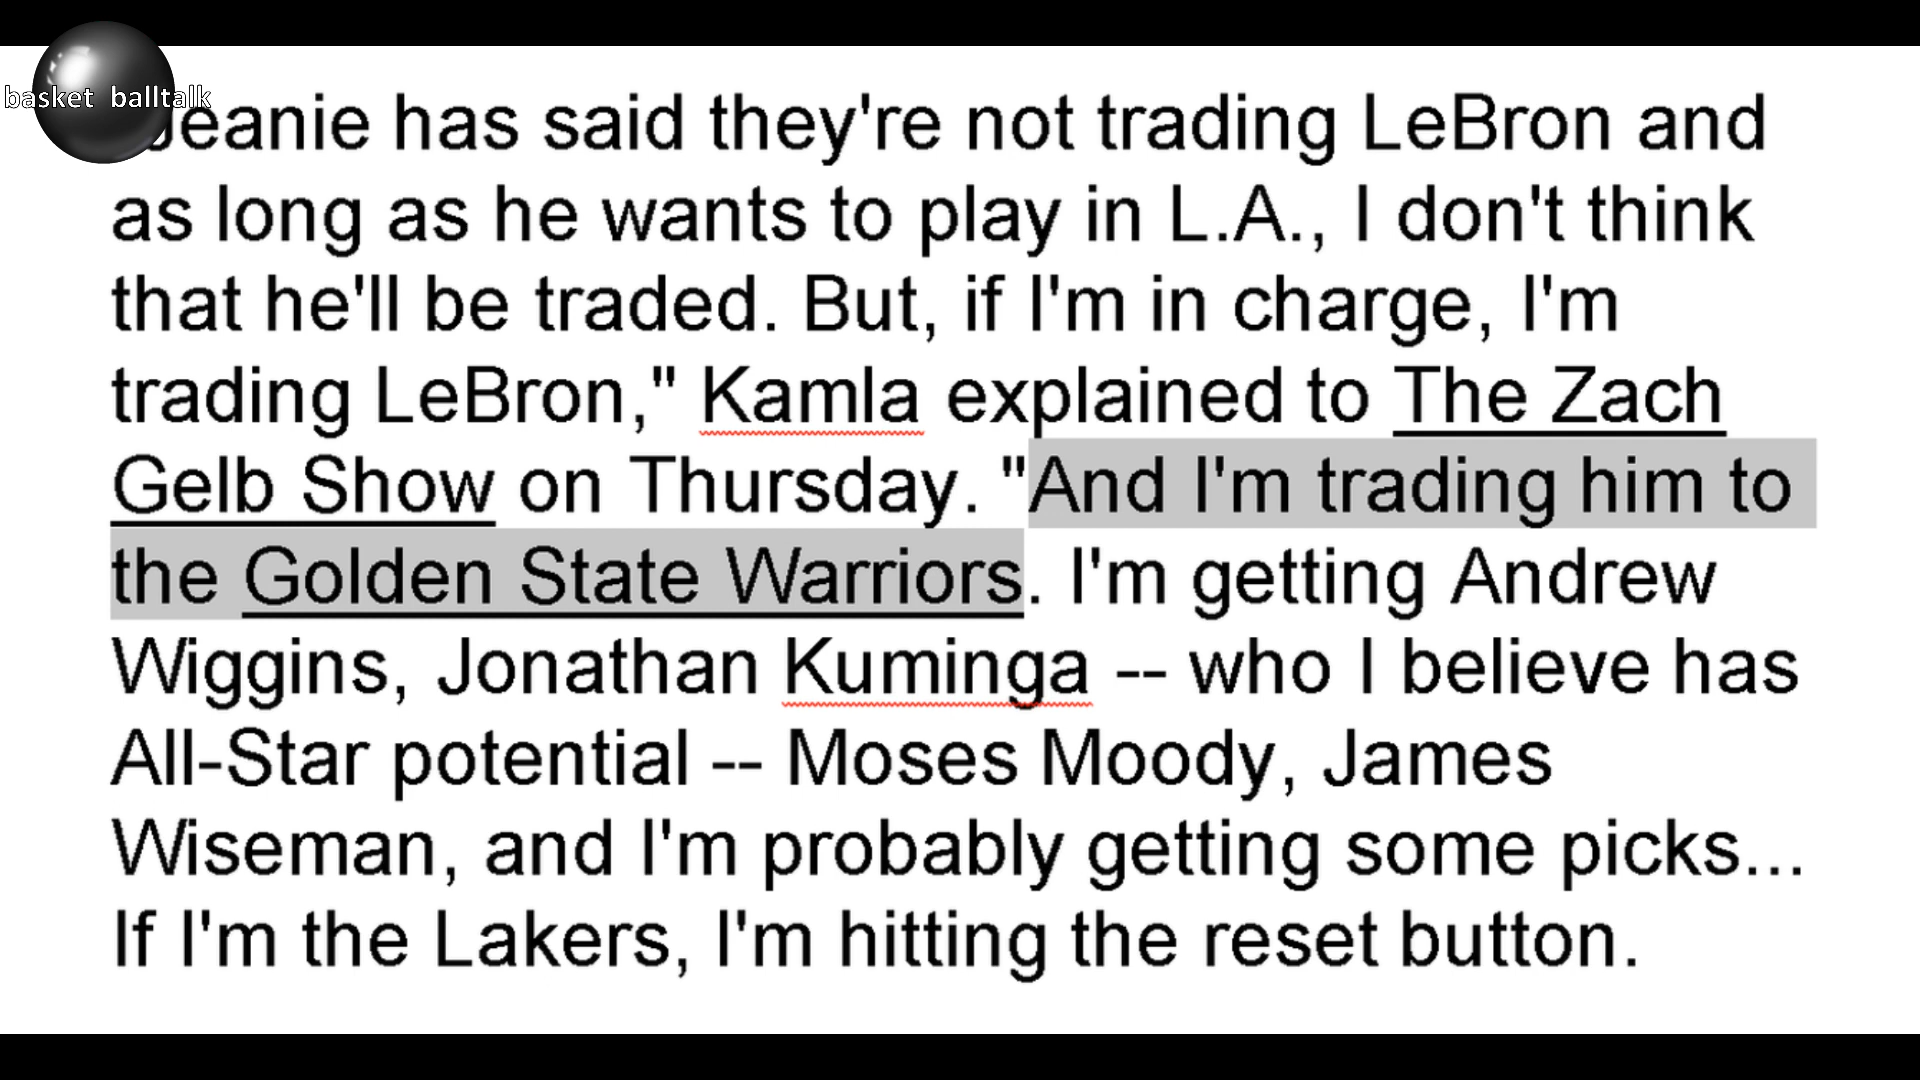 basket balltalk
Jeanie has said they're not trading LeBron and
as long as he wants to play in L.A., I don't think
that he'll be traded. But, if I'm in charge, I'm
trading LeBron," Kamla explained to The Zach
Gelb Show on Thursday. "And I'm trading him to
the Golden State Warriors. I'm getting Andrew
Wiggins, Jonathan Kuminga -- who I believe has
All-Star potential -- Moses Moody, James
Wiseman, and I'm probably getting some picks...
If I'm the Lakers, I'm hitting the reset button.